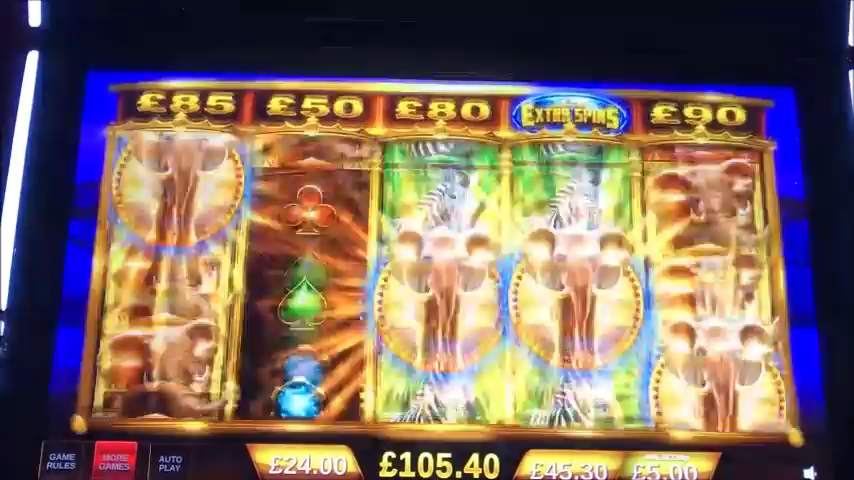 £85 £50 £80 EXTRA SPINS £90
GAME RULES
MORE GAMES
AUTO PLAY
£24.00 £105.40 £45.30 £5.00